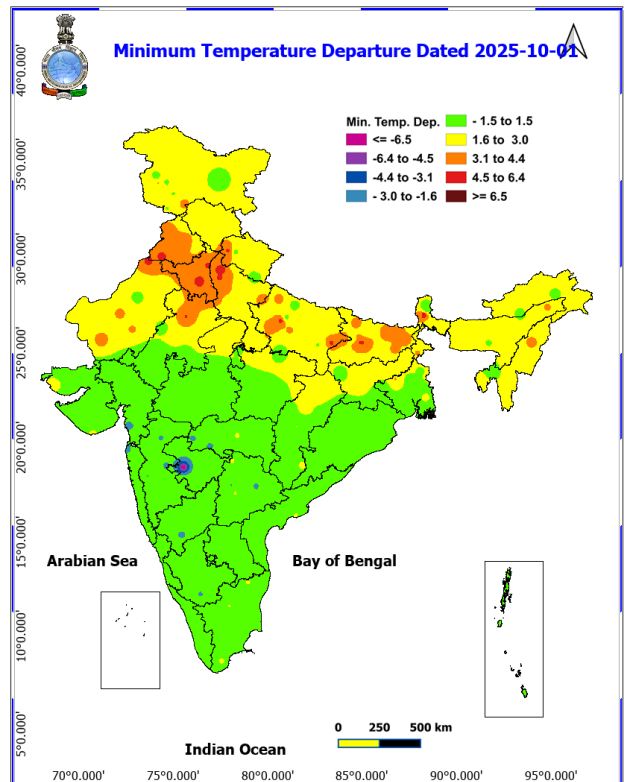 Minimum Temperature Departure Dated 2025-10-01
Min. Temp. Dep.
<= -6.5
-6.4 to -4.5
-4.4 to -3.1
- 3.0 to -1.6
- 1.5 to 1.5
1.6 to 3.0
3.1 to 4.4
4.5 to 6.4
>= 6.5
40°0.000'
35°0.000'
30°0.000'
25°0.000'
20°0.000'
15°0.000'
10°0.000'
5°0.000'
Arabian Sea
Bay of Bengal
0 250 500 km
Indian Ocean
70°0.000' 75°0.000' 80°0.000' 85°0.000' 90°0.000' 95°0.000'